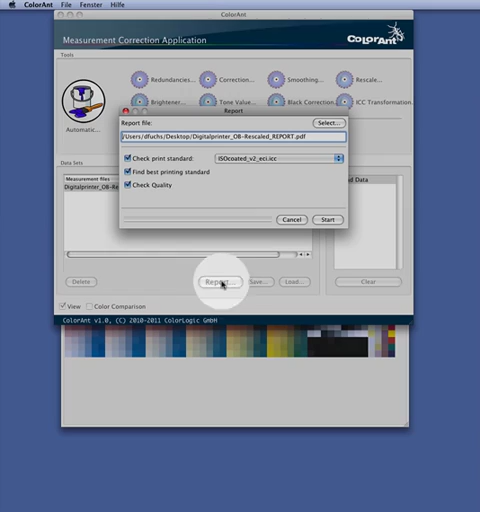 ColorAnt File Fenster Hilfe
ColorAnt
Measurement Correction Application
COLORANT
Tools
Redundancies... Correction... Smoothing... Rescale...
Brightener... Tone Value... Black Correction... ICC Transformation...
Automatic...
Report
Report file:
Select...
/Users/dfuchs/Desktop/Digitalprinter_OB-Rescaled_REPORT.pdf
Check print standard: ISOcoated_v2_eci.icc
Find best printing standard
Check Quality
Cancel Start
Data Sets
Measurement files
Digitalprinter_OB-Re
d Data
Delete Report... Save... Load... Clear
View Color Comparison
ColorAnt v1.0, (C) 2010-2011 ColorLogic GmbH